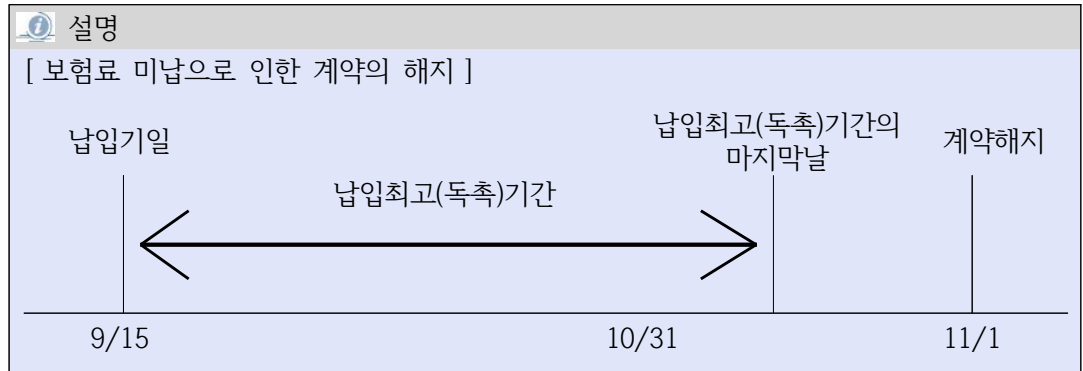 설명
[ 보험료 미납으로 인한 계약의 해지 ]
납입기일
납입최고(독촉)기간의
마지막날
계약해지
납입최고(독촉)기간
9/15
10/31
11/1